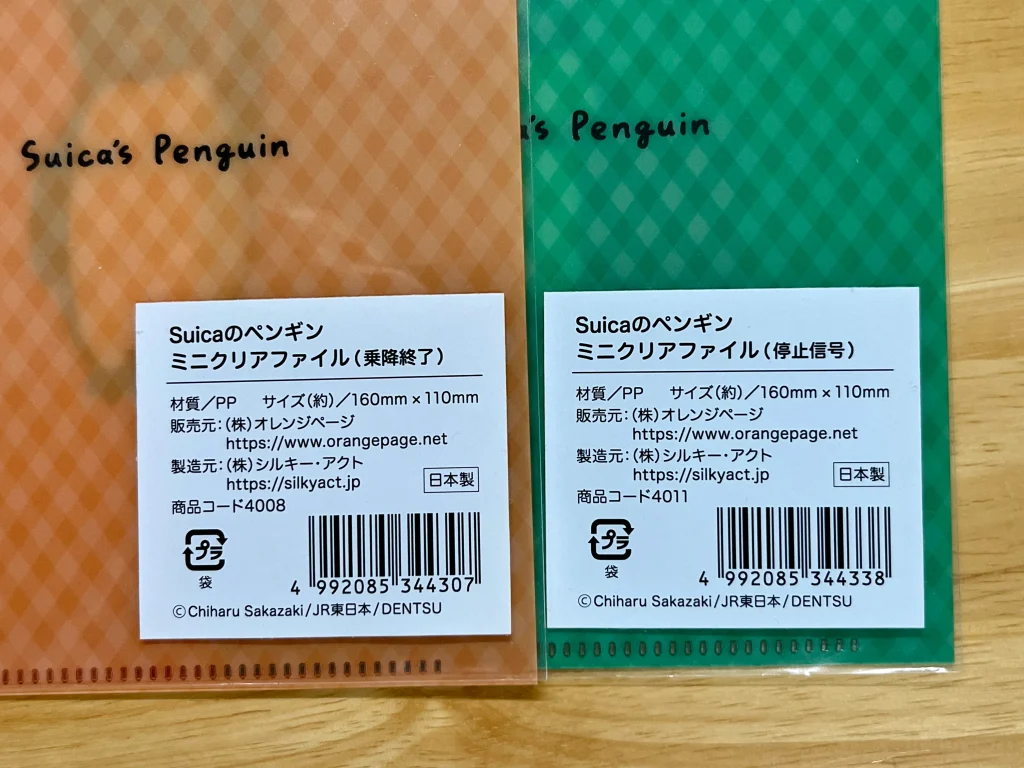 Suica's Penguin
Suicaのペンギン
ミニクリアファイル(乗降終了)
材質/PP サイズ(約)/160mm×110mm
販売元:(株)オレンジページ
https://www.orangepage.net
製造元:(株)シルキー・アクト
https://silkyact.jp
日本製
商品コード4008
プラ
袋
4 992085 344307
©Chiharu Sakazaki/JR東日本/DENTSU
a's Penguin
Suicaのペンギン
ミニクリアファイル(停止信号)
材質/PP サイズ(約)/160mm×110mm
販売元:(株)オレンジページ
https://www.orangepage.net
製造元:(株)シルキー・アクト
https://silkyact.jp
日本製
商品コード4011
プラ
袋
4 992085 344338
©Chiharu Sakazaki/JR東日本/DENTSU